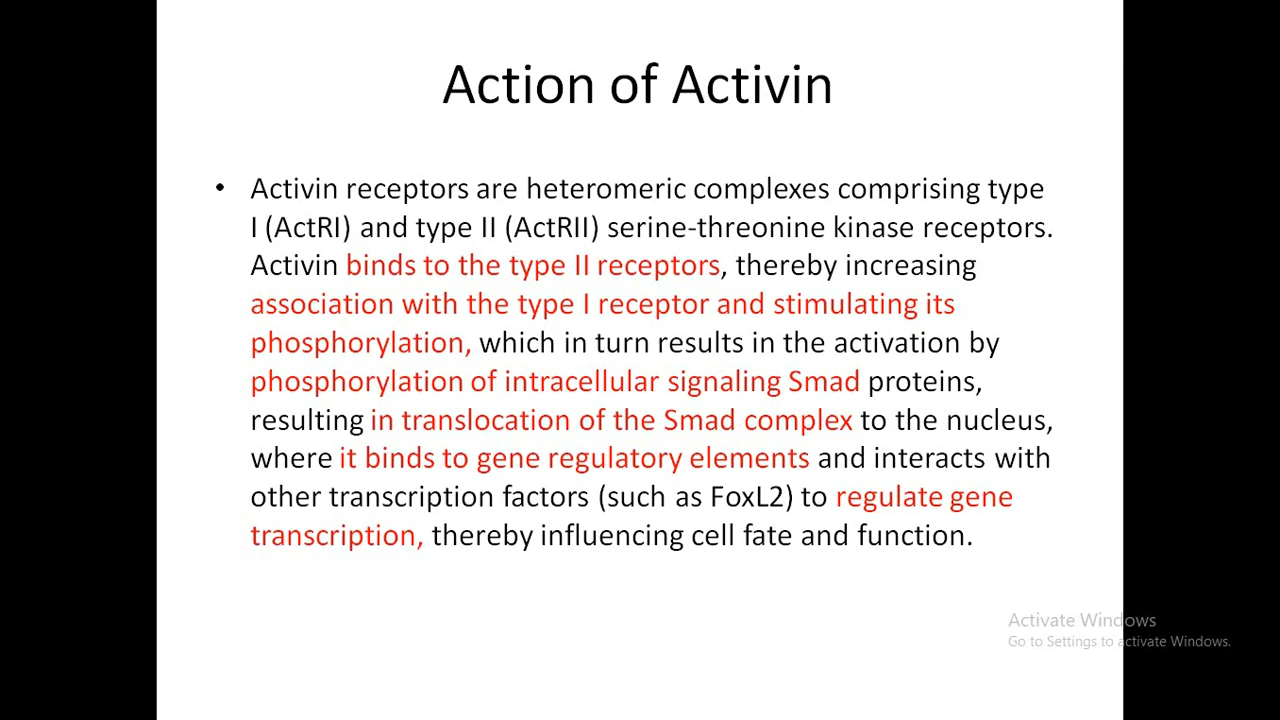 Action of Activin
• Activin receptors are heteromeric complexes comprising type
I (ActRI) and type II (ActRII) serine-threonine kinase receptors.
Activin binds to the type II receptors, thereby increasing
association with the type I receptor and stimulating its
phosphorylation, which in turn results in the activation by
phosphorylation of intracellular signaling Smad proteins,
resulting in translocation of the Smad complex to the nucleus,
where it binds to gene regulatory elements and interacts with
other transcription factors (such as FoxL2) to regulate gene
transcription, thereby influencing cell fate and function.
Activate Windows
Go to Settings to activate Windows.